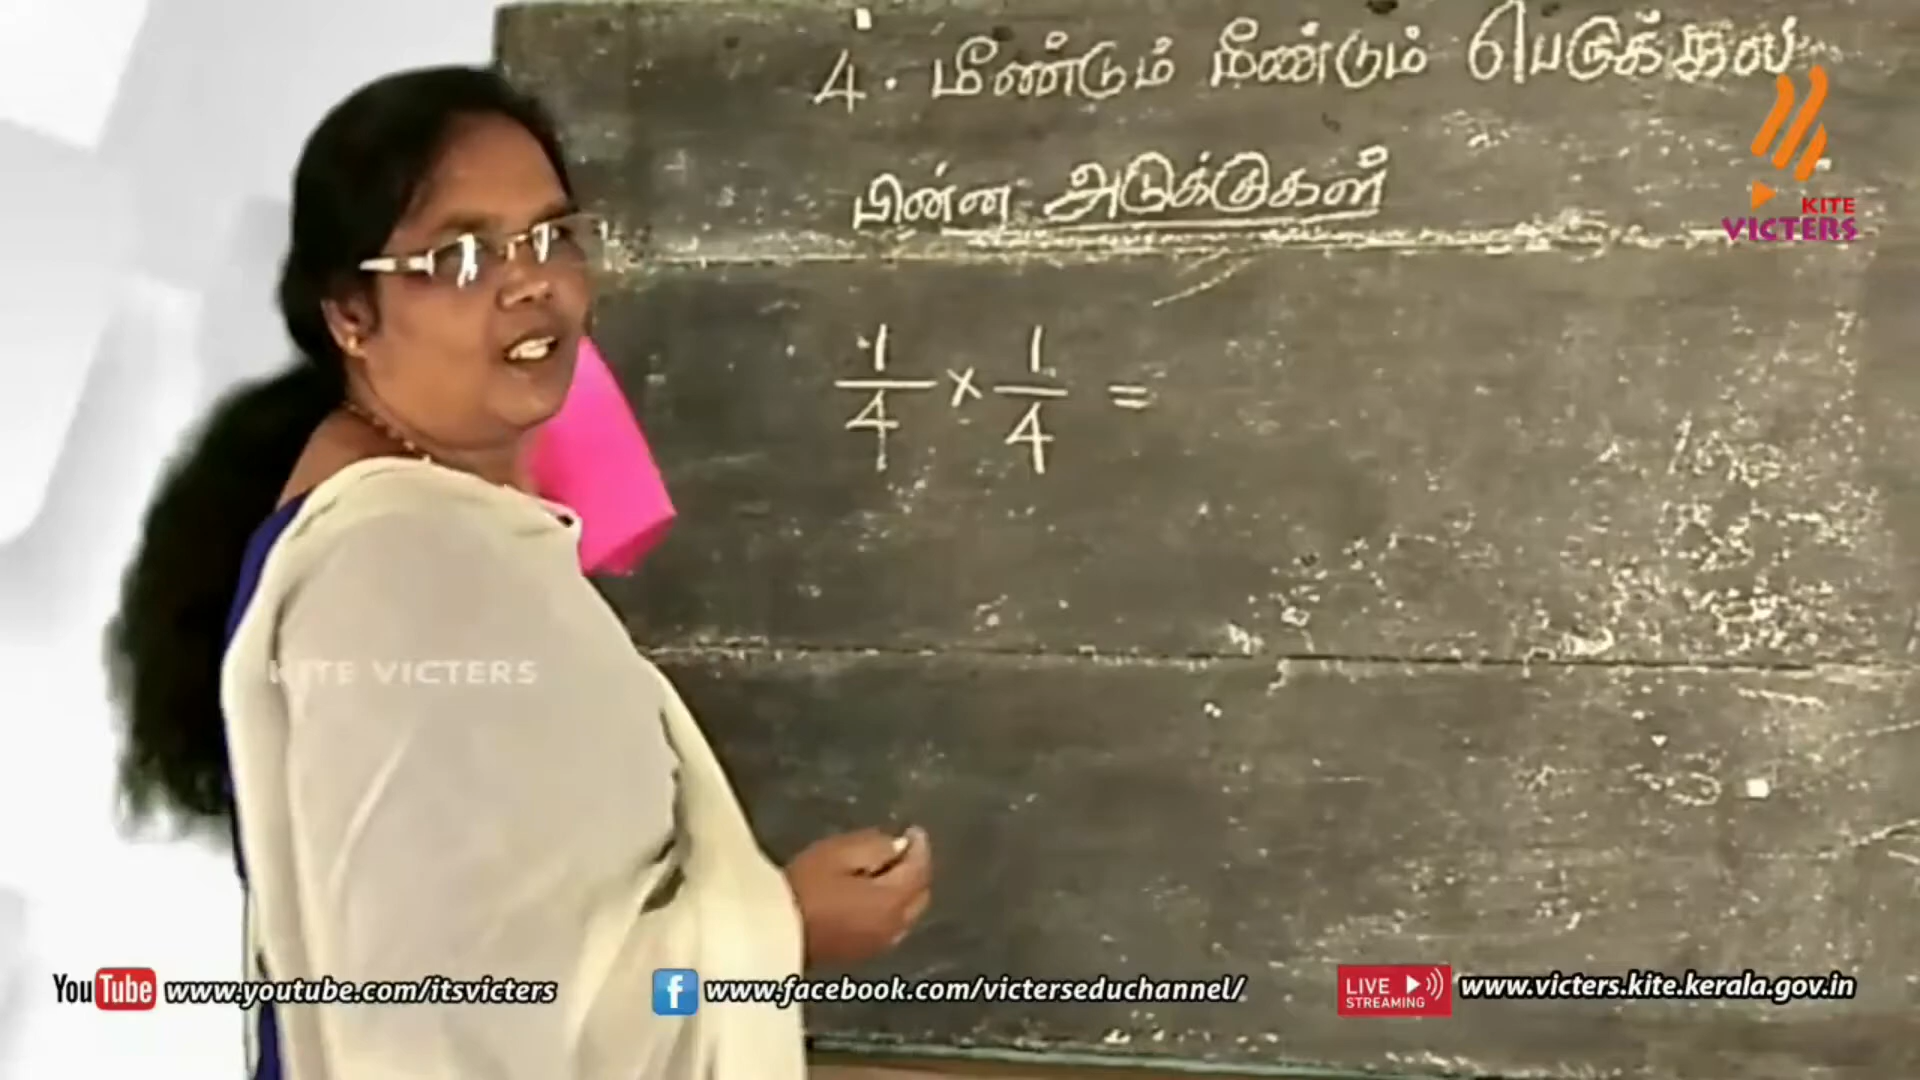 4. மீண்டும் மீண்டும் பெருக்கல்
பின்ன அடுக்குகள்
KITE
VICTERS
1/4 × 1/4 =
KITE VICTERS
YouTube www.youtube.com/itsvicters
f www.facebook.com/victerseduchannel/
LIVE STREAMING www.victers.kite.kerala.gov.in